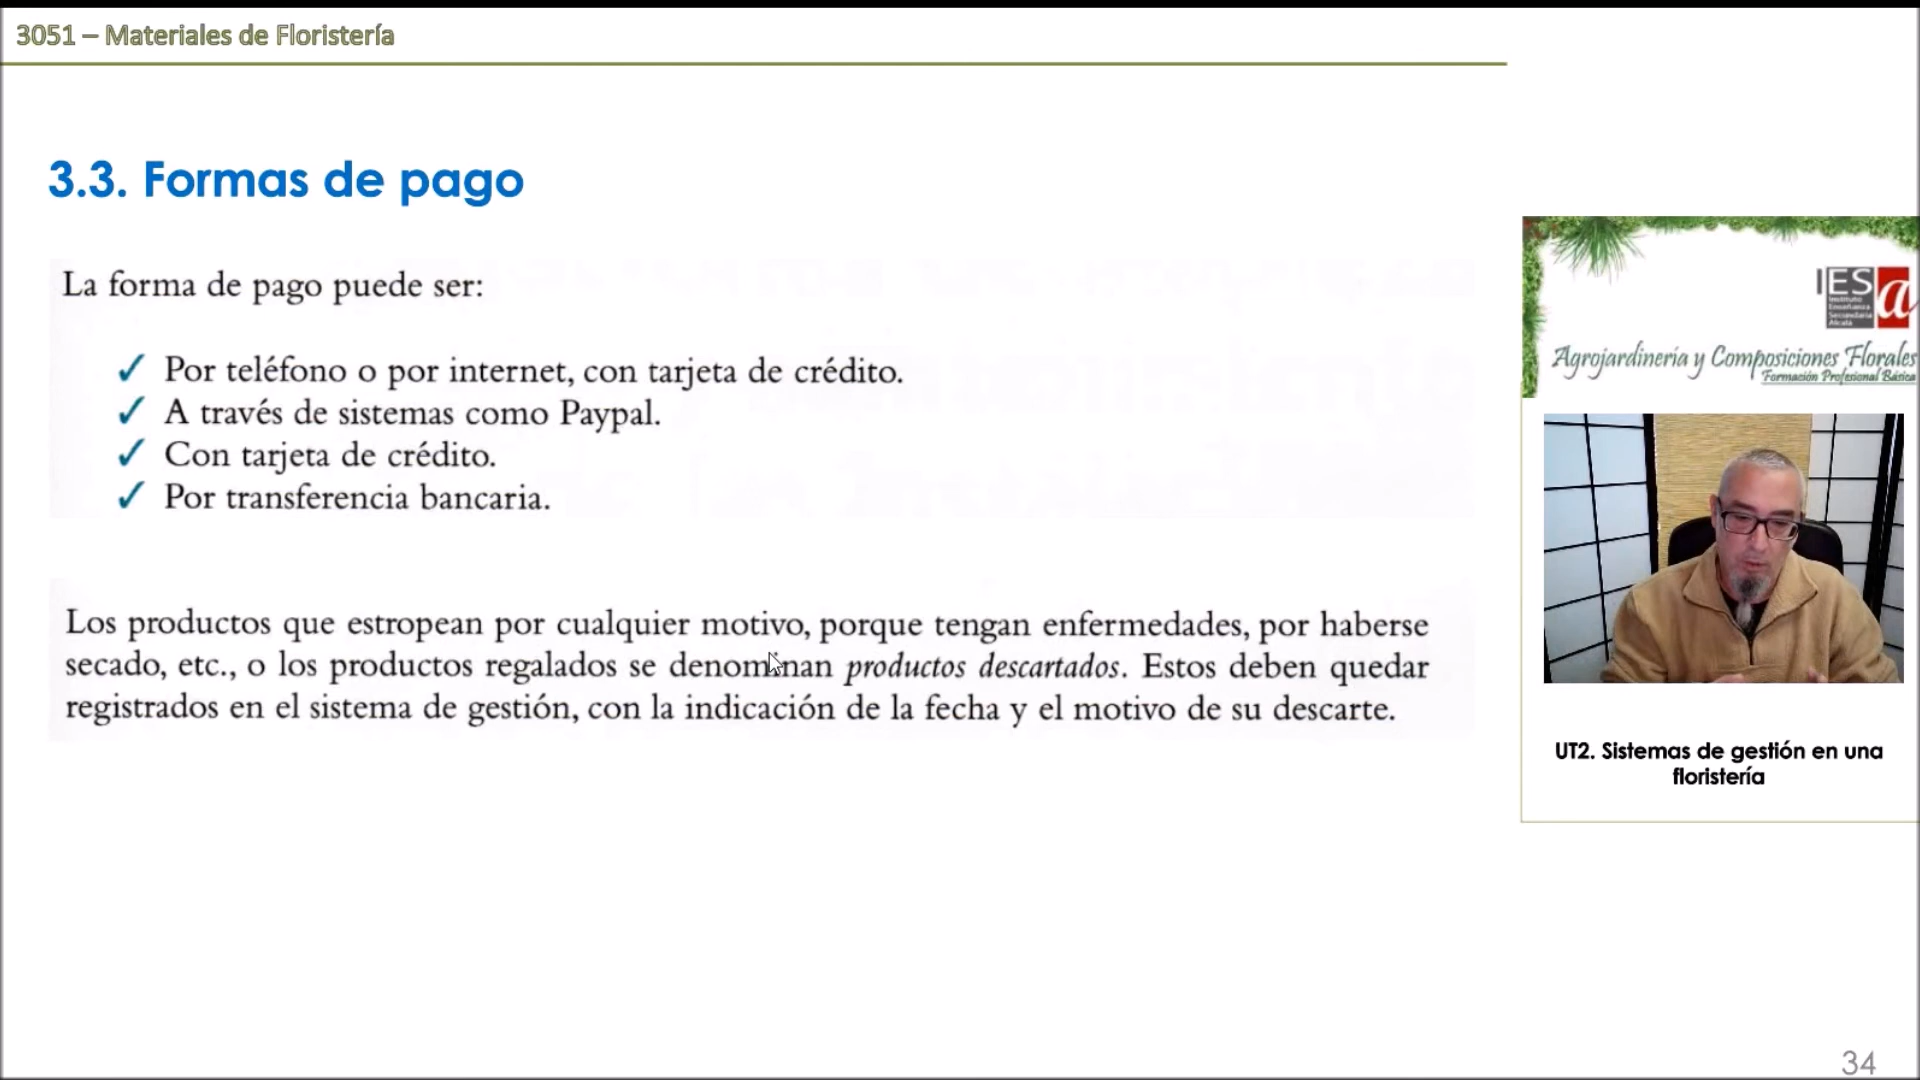 3051 – Materiales de Floristería
3.3. Formas de pago
La forma de pago puede ser:
✓ Por teléfono o por internet, con tarjeta de crédito.
✓ A través de sistemas como Paypal.
✓ Con tarjeta de crédito.
✓ Por transferencia bancaria.
Los productos que estropean por cualquier motivo, porque tengan enfermedades, por haberse
secado, etc., o los productos regalados se denominan productos descartados. Estos deben quedar
registrados en el sistema de gestión, con la indicación de la fecha y el motivo de su descarte.
IES a
Instituto
Enseñanza
Secundaria
Alcalá
Agrojardinería y Composiciones Florales
Formación Profesional Básica
UT2. Sistemas de gestión en una
floristería
34